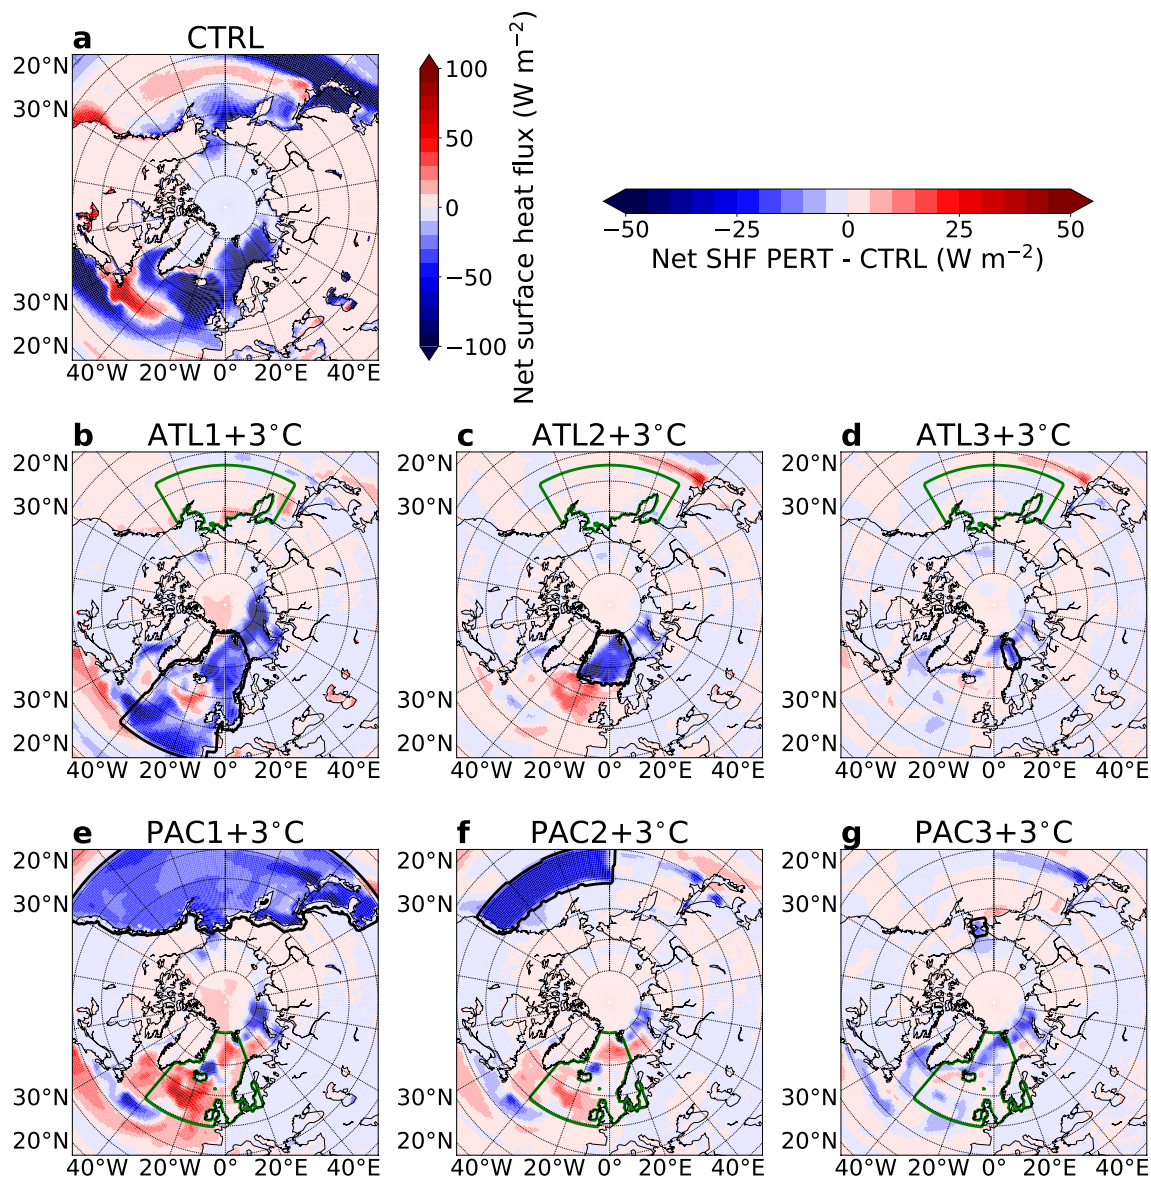 a CTRL
20°N
30°N
30°N
20°N
40°W 20°W 0° 20°E 40°E
100
50
0
−50
−100
Net surface heat flux (W m−2)
−50 −25 0 25 50
Net SHF PERT - CTRL (W m−2)
b ATL1+3°C
20°N
30°N
30°N
20°N
40°W 20°W 0° 20°E 40°E
c ATL2+3°C
20°N
30°N
30°N
20°N
40°W 20°W 0° 20°E 40°E
d ATL3+3°C
20°N
30°N
30°N
20°N
40°W 20°W 0° 20°E 40°E
e PAC1+3°C
20°N
30°N
30°N
20°N
40°W 20°W 0° 20°E 40°E
f PAC2+3°C
20°N
30°N
30°N
20°N
40°W 20°W 0° 20°E 40°E
g PAC3+3°C
20°N
30°N
30°N
20°N
40°W 20°W 0° 20°E 40°E